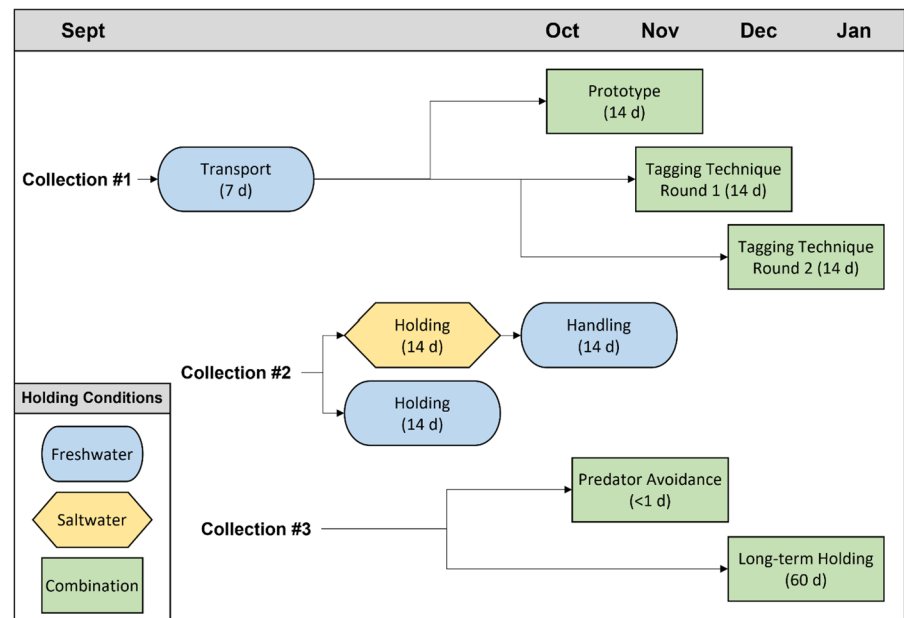 Sept Oct Nov Dec Jan
Prototype
(14 d)
Collection #1
Transport
(7 d)
Tagging Technique
Round 1 (14 d)
Tagging Technique
Round 2 (14 d)
Collection #2
Holding
(14 d)
Handling
(14 d)
Holding
(14 d)
Holding Conditions
Freshwater
Saltwater
Combination
Collection #3
Predator Avoidance
(<1 d)
Long-term Holding
(60 d)